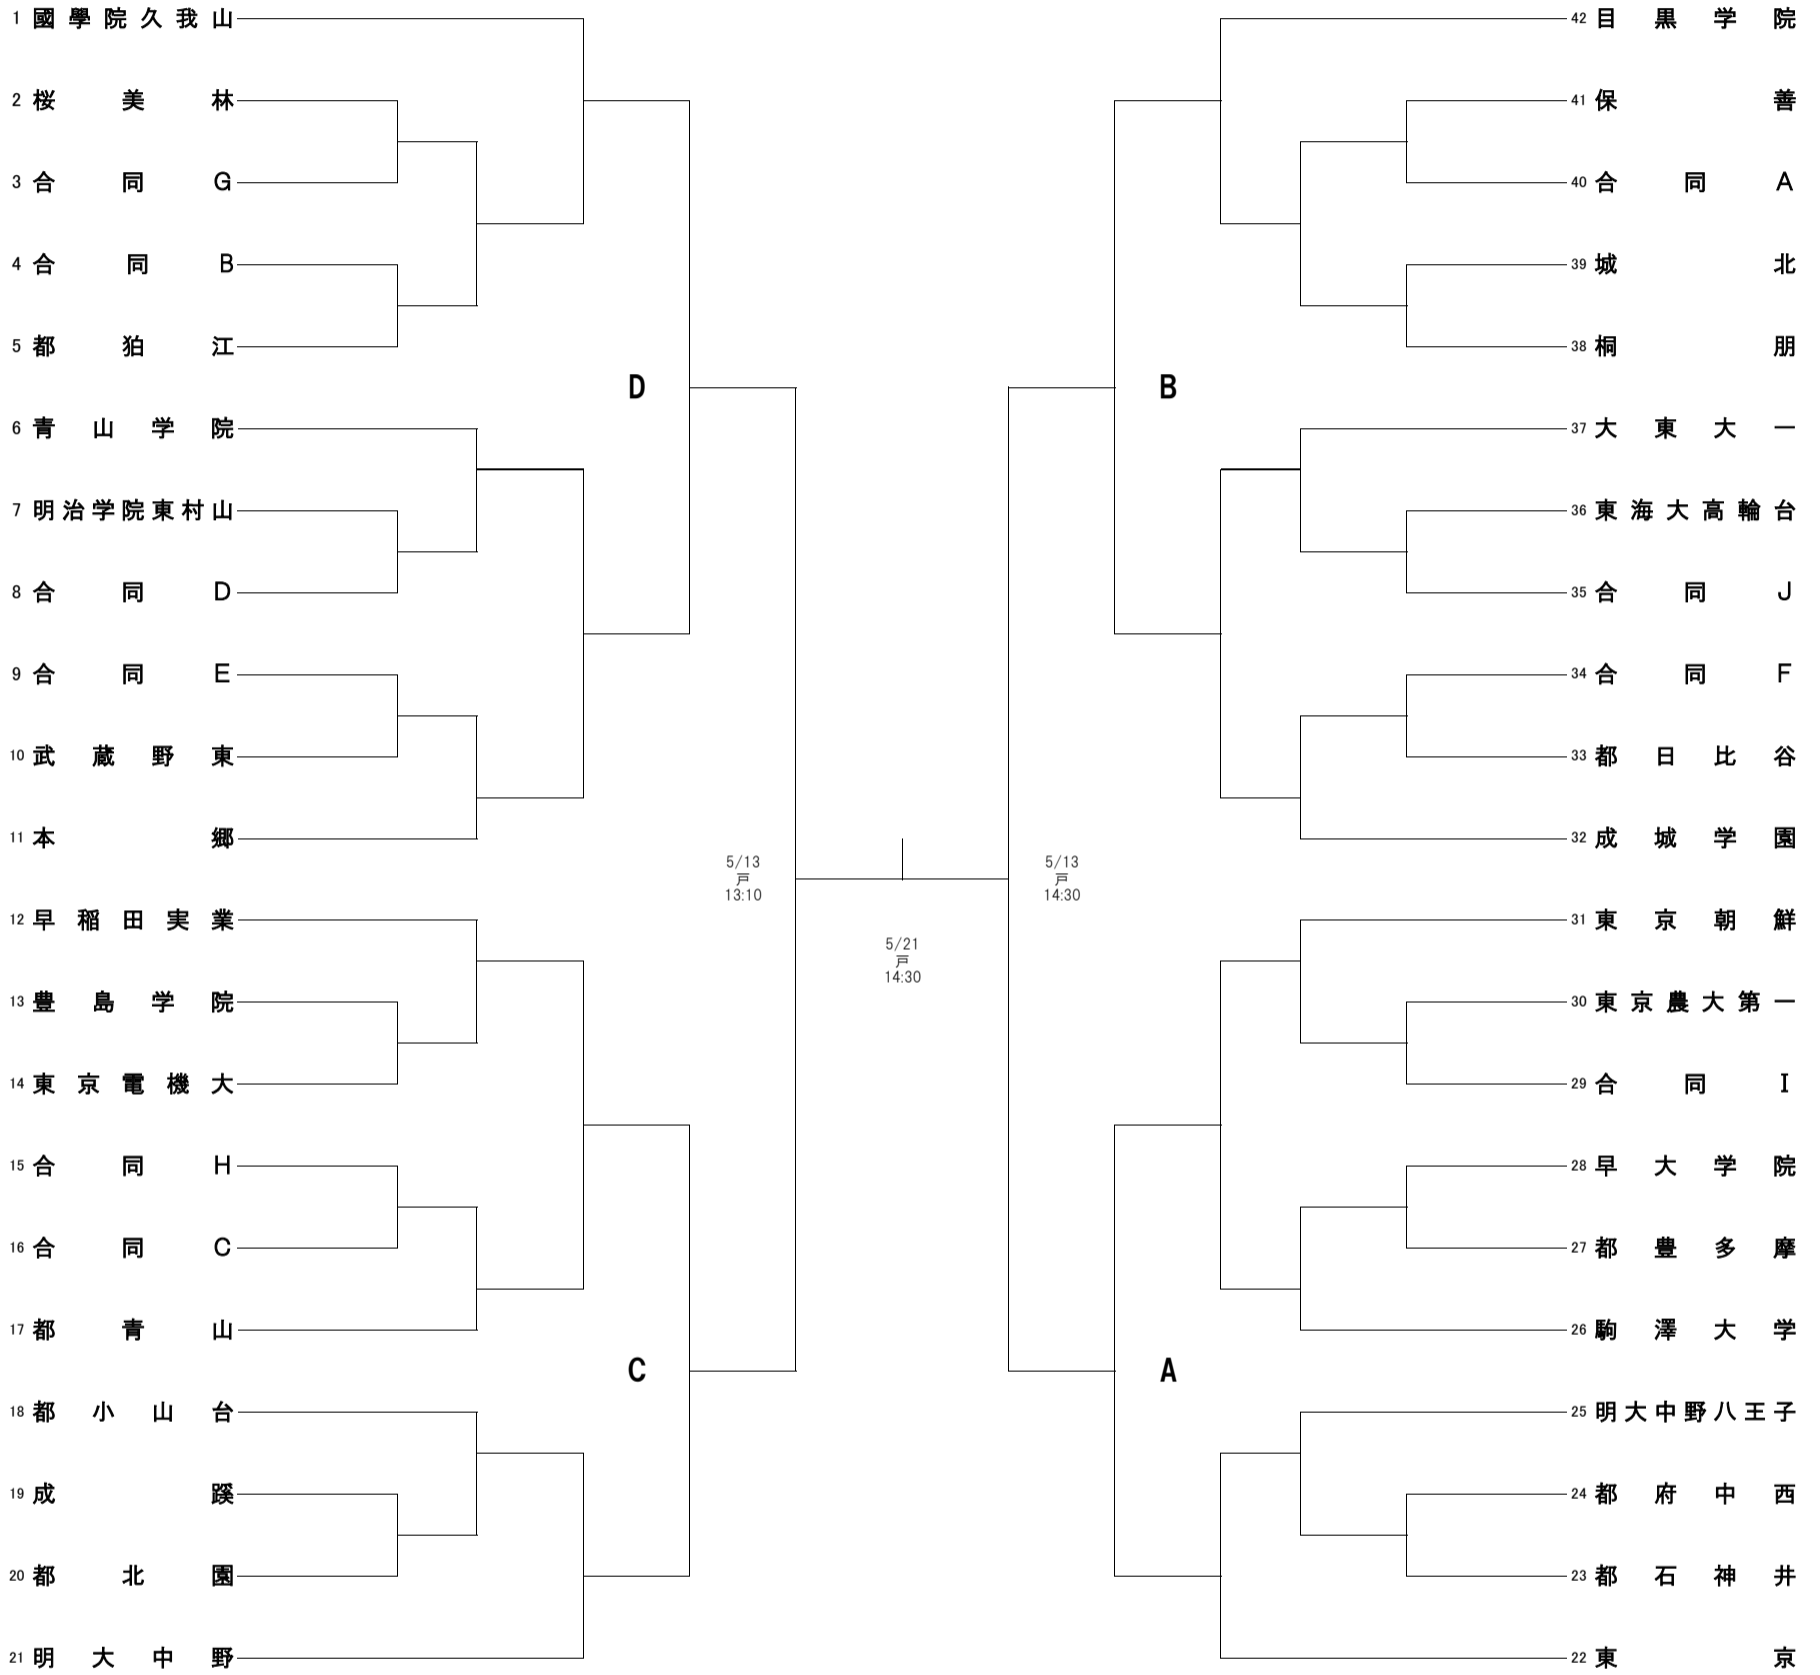 1 國學院久我山
2 桜美林
3 合同G
4 合同B
5 都狛江
6 青山学院
7 明治学院東村山
8 合同D
9 合同E
10 武蔵野東
11 本郷
12 早稲田実業
13 豊島学院
14 東京電機大
15 合同H
16 合同C
17 都青山
18 都小山台
19 成蹊
20 都北園
21 明大中野
D
C
5/13
戸
13:10
5/21
戸
14:30
5/13
戸
14:30
B
A
42 目黒学院
41 保善
40 合同A
39 城北
38 桐朋
37 大東大一
36 東海大高輪台
35 合同J
34 合同F
33 都日比谷
32 成城学園
31 東京朝鮮
30 東京農大第一
29 合同I
28 早大学院
27 都豊多摩
26 駒澤大学
25 明大中野八王子
24 都府中西
23 都石神井
22 東京